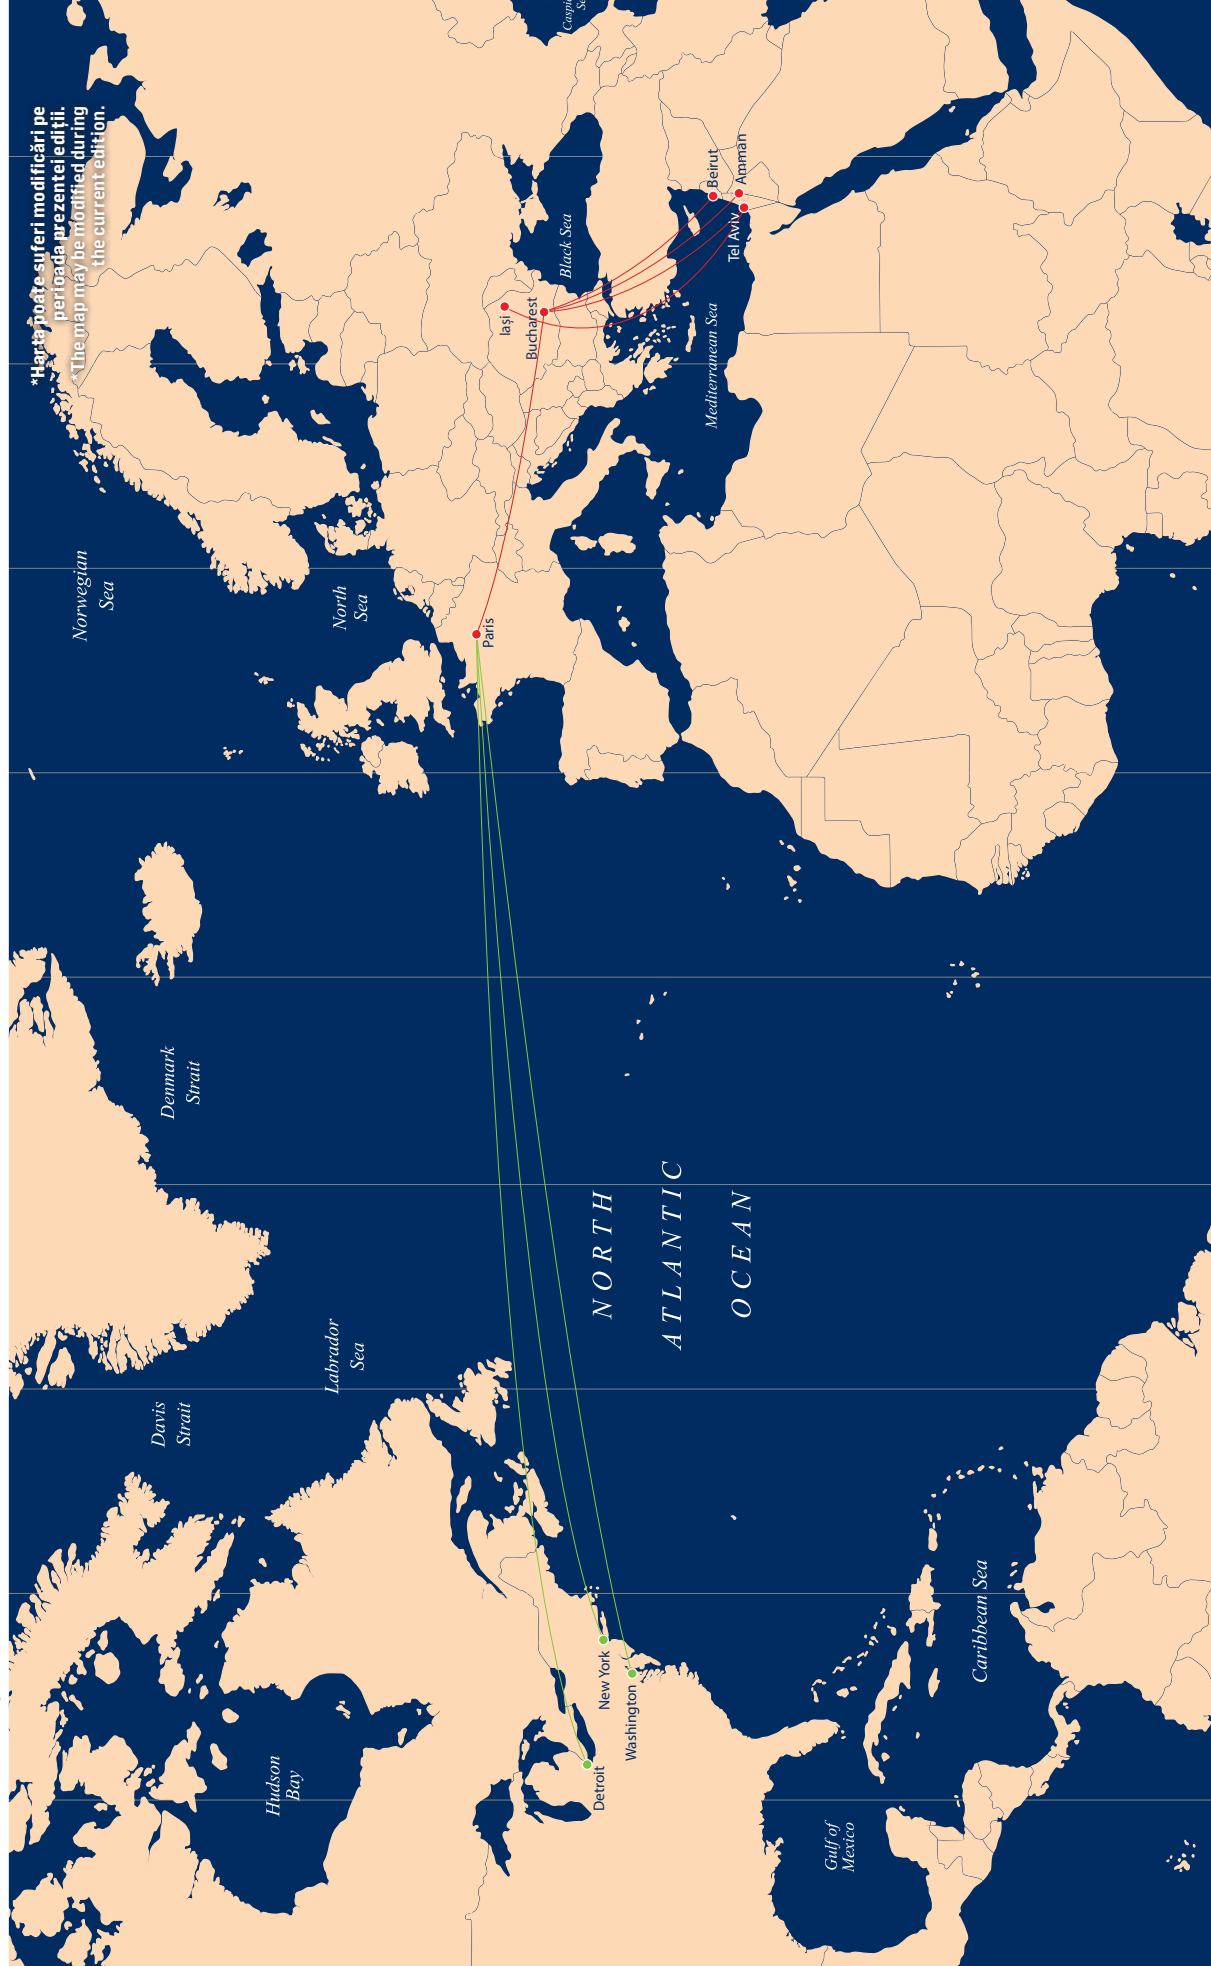 *Harta poate suferi modificări pe
perioada prezentei ediții.
* The map may be modified during
the current edition.
Norwegian
Sea
North
Sea
Denmark
Strait
Davis
Strait
Labrador
Sea
Hudson
Bay
NORTH
ATLANTIC
OCEAN
Gulf of
Mexico
Caribbean Sea
Mediterranean Sea
Black Sea
Detroit
New York
Washington
Paris
Iași
Bucharest
Beirut
Amman
Tel Aviv